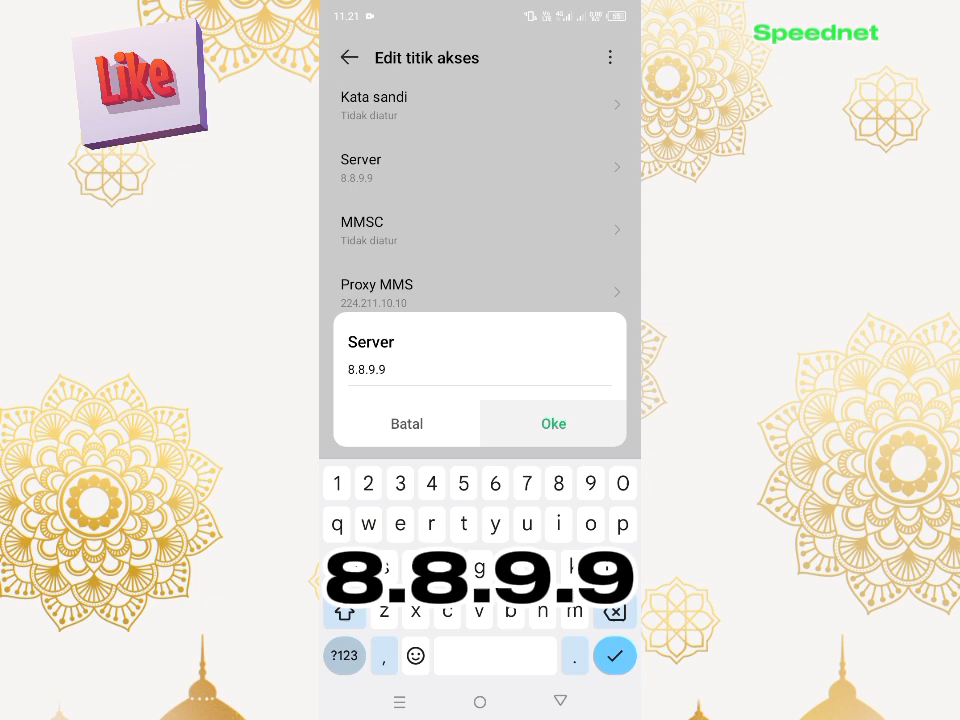 Like
Speednet
11.21
Edit titik akses
Kata sandi
Tidak diatur
Server
8.8.9.9
MMSC
Tidak diatur
Proxy MMS
224.211.10.10
Server
8.8.9.9
Batal
Oke
1 2 3 4 5 6 7 8 9 0
q w e r t y u i o p
8.8.9.9
z x c v b n m
?123 , .